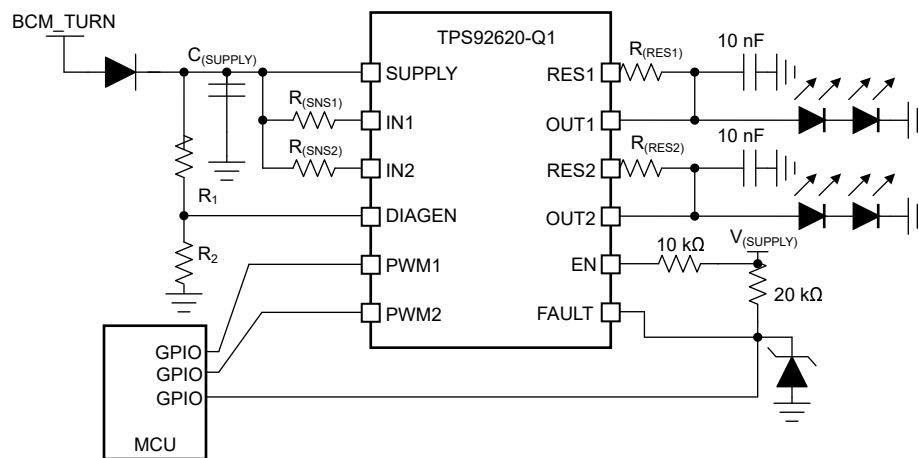 BCM_TURN
C(SUPPLY)
TPS92620-Q1
R(RES1)
10 nF
SUPPLY
RES1
R(SNS1)
IN1
OUT1
R(SNS2)
R(RES2)
10 nF
IN2
RES2
R1
DIAGEN
OUT2
R2
10 kΩ
V(SUPPLY)
PWM1
EN
20 kΩ
PWM2
FAULT
GPIO
GPIO
GPIO
MCU